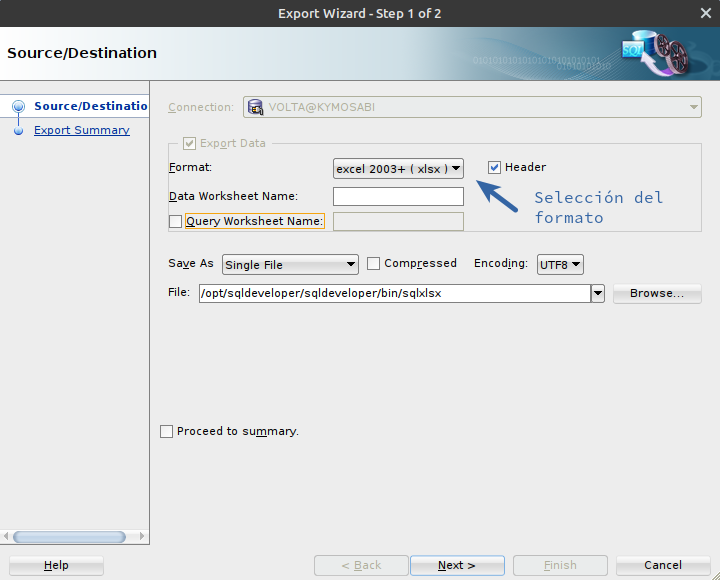 Export Wizard - Step 1 of 2
Source/Destination
SQL
Source/Destinatio
Export Summary
Connection: VOLTA@KYMOSABI
Export Data
Format: excel 2003+ ( xlsx ) Header
Data Worksheet Name:
Query Worksheet Name:
Selección del
formato
Save As Single File Compressed Encoding: UTF8
File: /opt/sqldeveloper/sqldeveloper/bin/sqlxlsx Browse...
Proceed to summary.
Help < Back Next > Finish Cancel